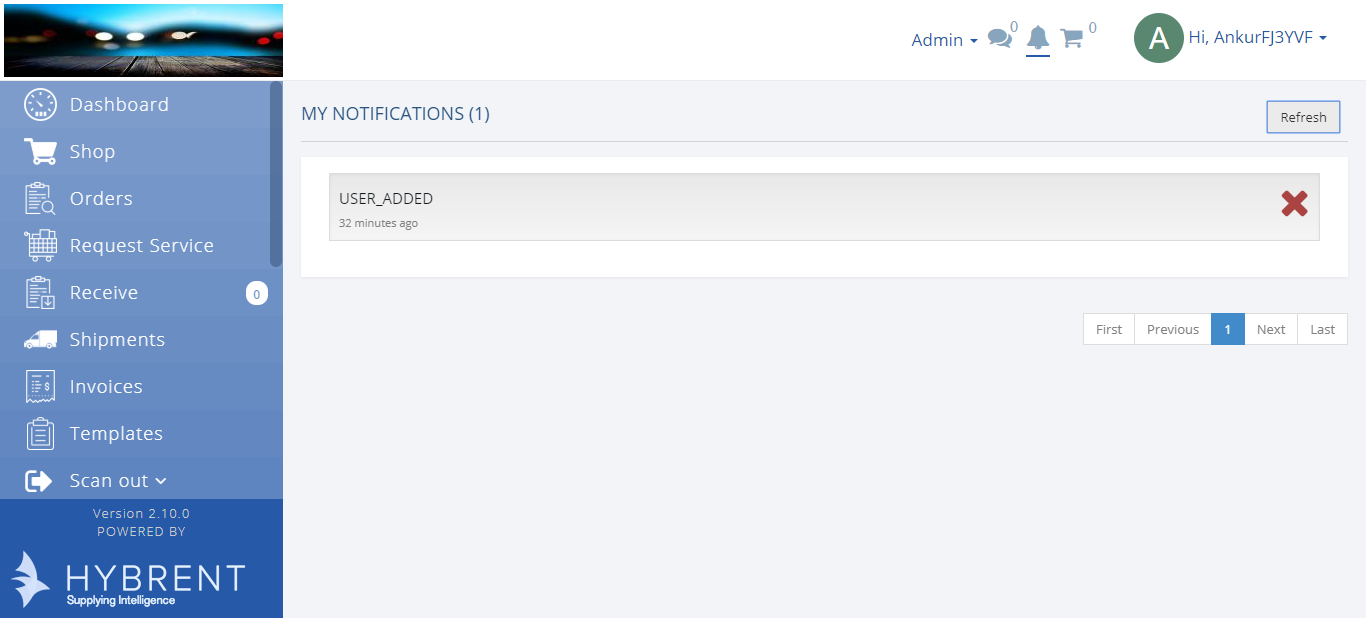 Admin
0
0
A
Hi, AnkurFJ3YVF
Dashboard
Shop
Orders
Request Service
Receive
0
Shipments
Invoices
Templates
Scan out
Version 2.10.0
POWERED BY
HYBRENT
Supplying Intelligence
MY NOTIFICATIONS (1)
Refresh
USER_ADDED
32 minutes ago
First
Previous
1
Next
Last